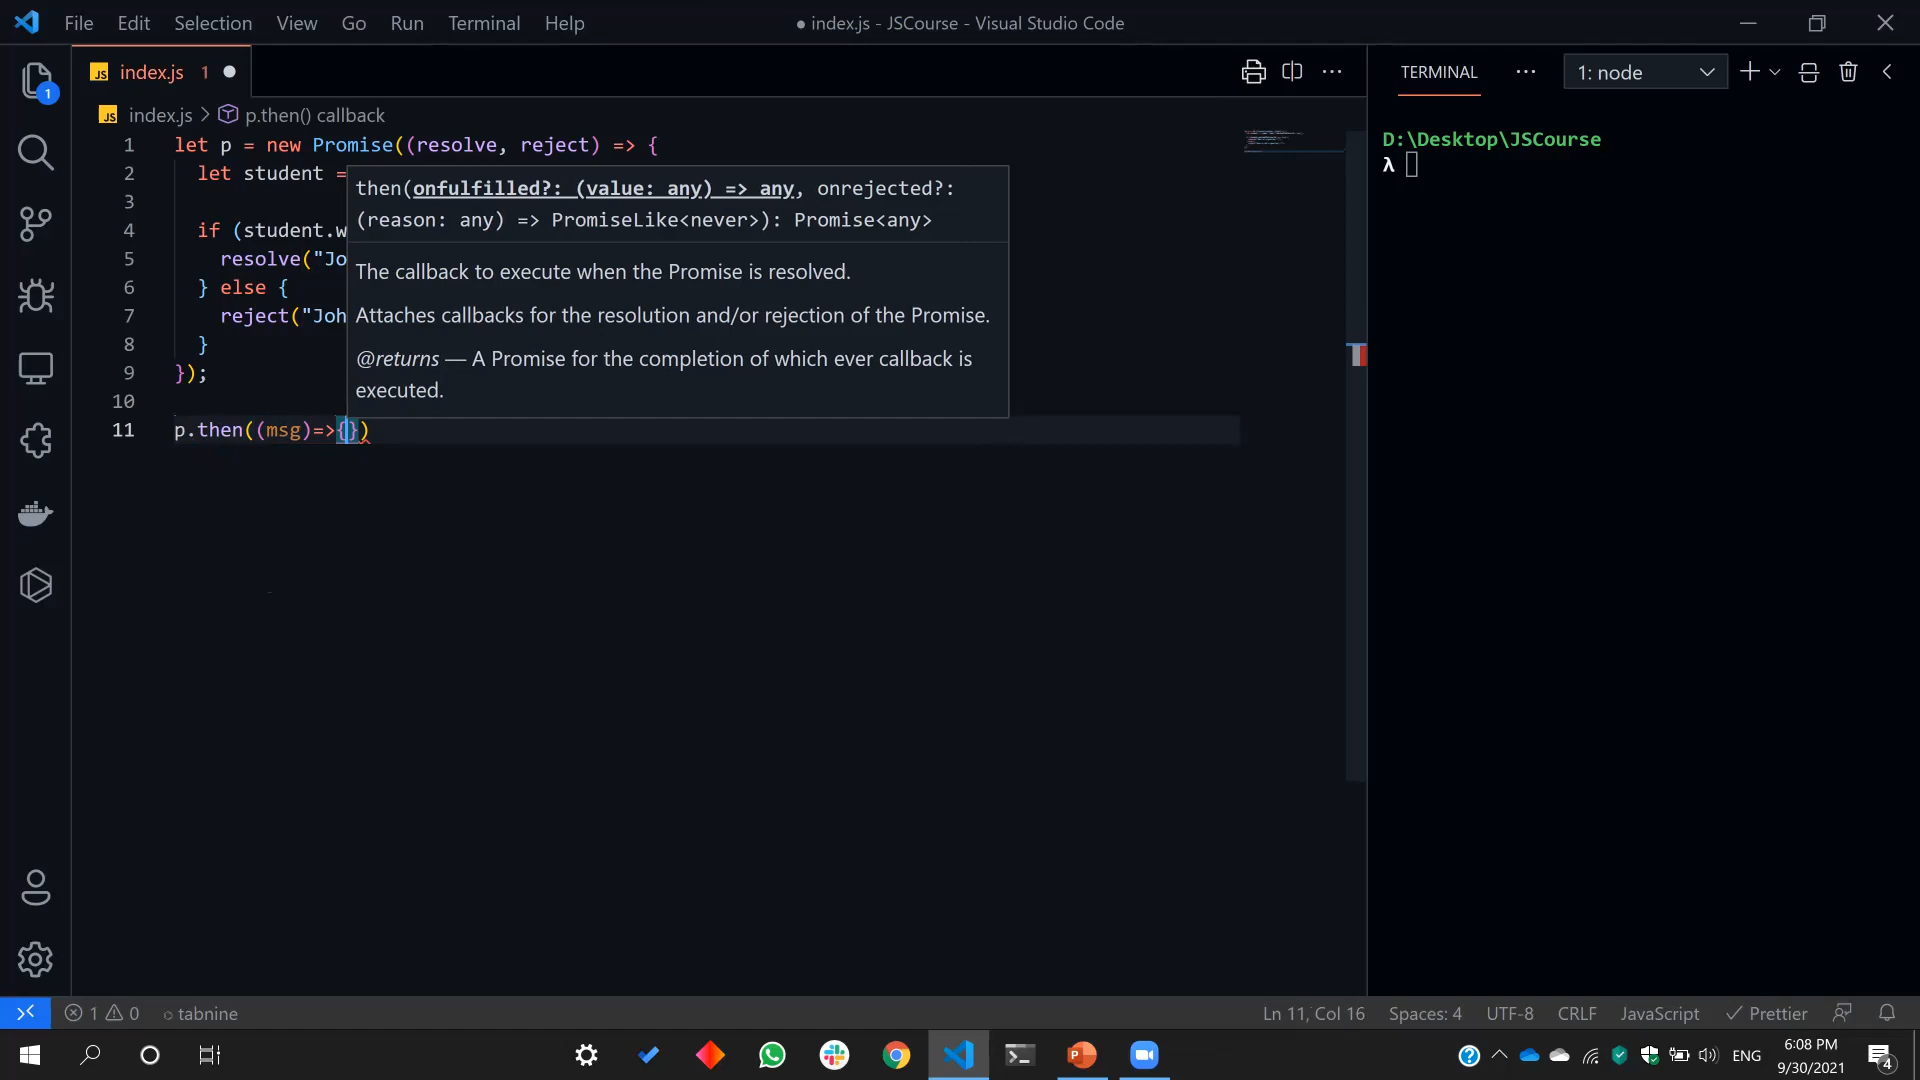 File Edit Selection View Go Run Terminal Help
● index.js - JSCourse - Visual Studio Code
JS index.js 1
TERMINAL ··· 1: node
1
JS index.js > p.then() callback
1 let p = new Promise((resolve, reject) => {
2 let student =
3
4 if (student.w
5 resolve("Jo
6 } else {
7 reject("Joh
8 }
9 });
10
11 p.then((msg)=>{})
then(onfulfilled?: (value: any) => any, onrejected?:
(reason: any) => PromiseLike<never>): Promise<any>
The callback to execute when the Promise is resolved.
Attaches callbacks for the resolution and/or rejection of the Promise.
@returns — A Promise for the completion of which ever callback is
executed.
D:\Desktop\JSCourse
λ
1 0 tabnine
Ln 11, Col 16 Spaces: 4 UTF-8 CRLF JavaScript Prettier
P
ENG
6:08 PM
9/30/2021
4